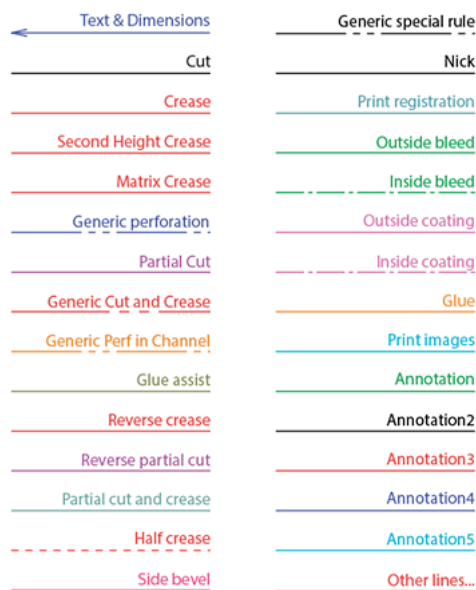 Text & Dimensions
Cut
Crease
Second Height Crease
Matrix Crease
Generic perforation
Partial Cut
Generic Cut and Crease
Generic Perf in Channel
Glue assist
Reverse crease
Reverse partial cut
Partial cut and crease
Half crease
Side bevel
Generic special rule
Nick
Print registration
Outside bleed
Inside bleed
Outside coating
Inside coating
Glue
Print images
Annotation
Annotation2
Annotation3
Annotation4
Annotation5
Other lines...